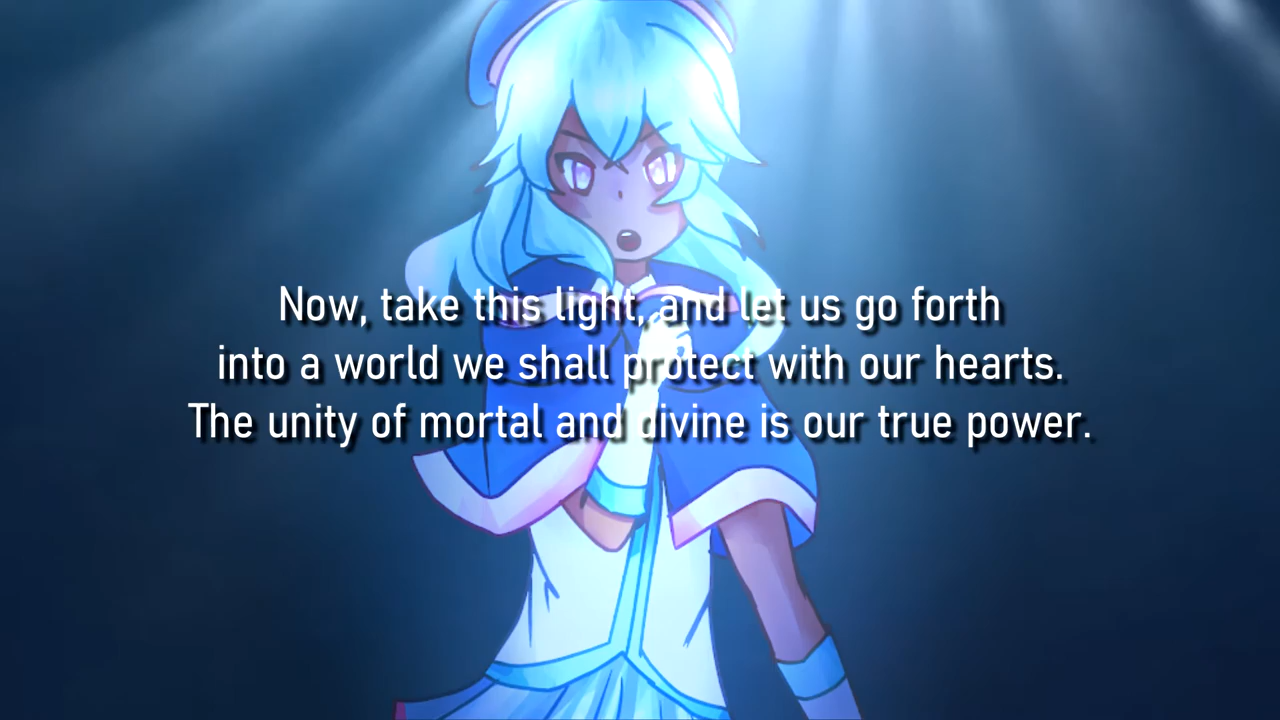 Now, take this light, and let us go forth
into a world we shall protect with our hearts.
The unity of mortal and divine is our true power.